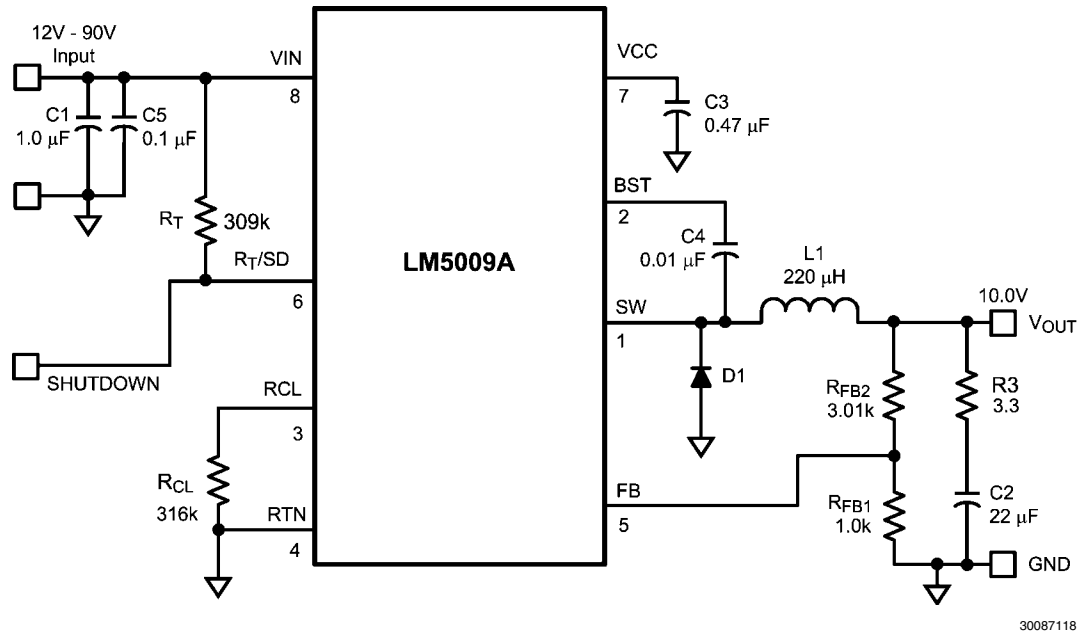 12V - 90V
Input
VIN
8
C1
1.0 μF
C5
0.1 μF
RT
309k
RT/SD
6
SHUTDOWN
RCL
3
RCL
316k
RTN
4
LM5009A
VCC
7
C3
0.47 μF
BST
2
C4
0.01 μF
L1
220 μH
SW
1
D1
10.0V
VOUT
RFB2
3.01k
R3
3.3
FB
5
RFB1
1.0k
C2
22 μF
GND
30087118